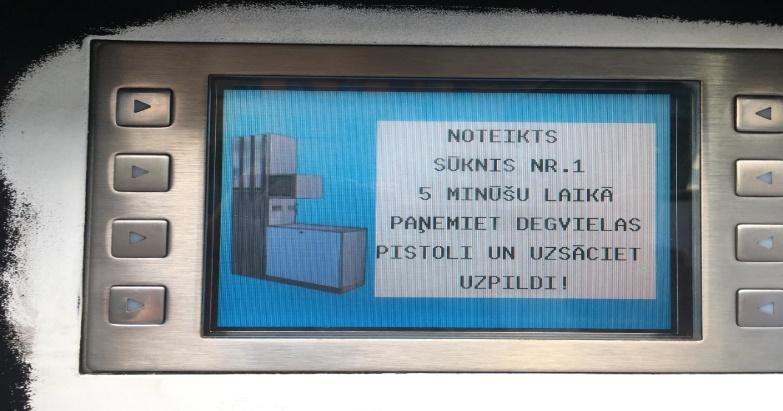 NOTEIKTS
SŪKNIS NR.1
5 MINŪŠU LAIKĀ
PAŅEMIET DEGVIELAS
PISTOLI UN UZSĀCIET
UZPILDI!